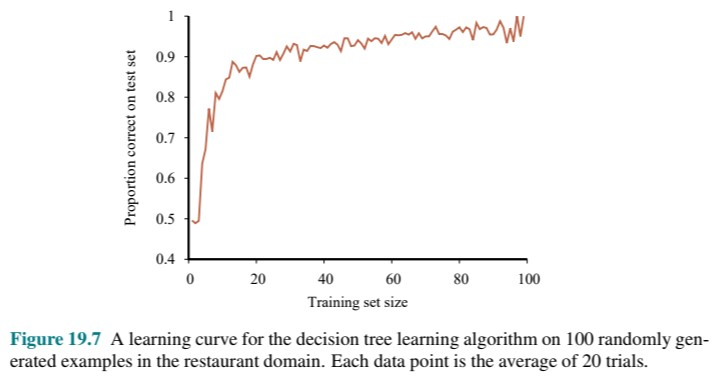 1
0.9
0.8
0.7
0.6
0.5
0.4
Proportion correct on test set
0 20 40 60 80 100
Training set size
Figure 19.7 A learning curve for the decision tree learning algorithm on 100 randomly gen-
erated examples in the restaurant domain. Each data point is the average of 20 trials.